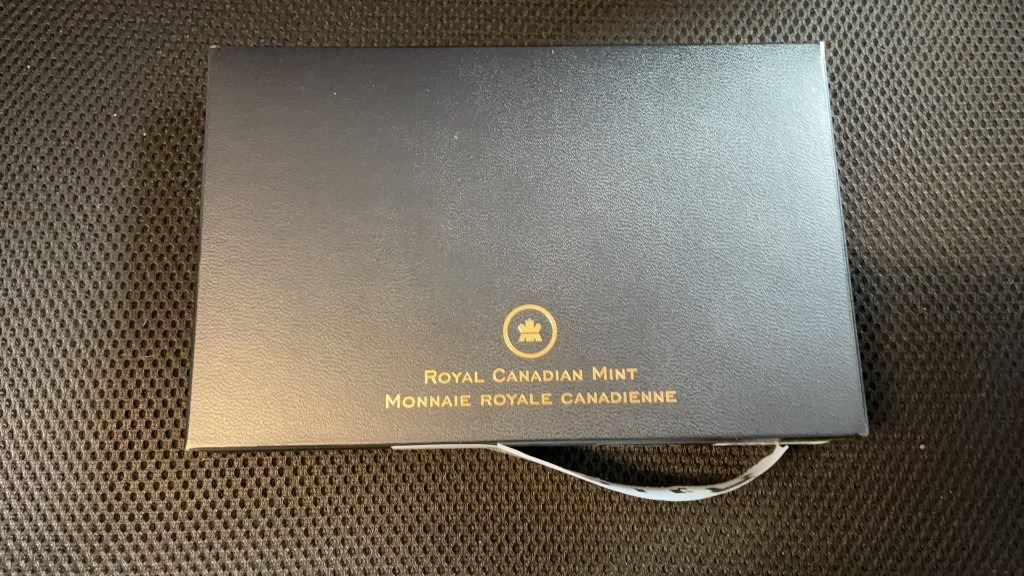 Royal Canadian Mint
Monnaie royale canadienne